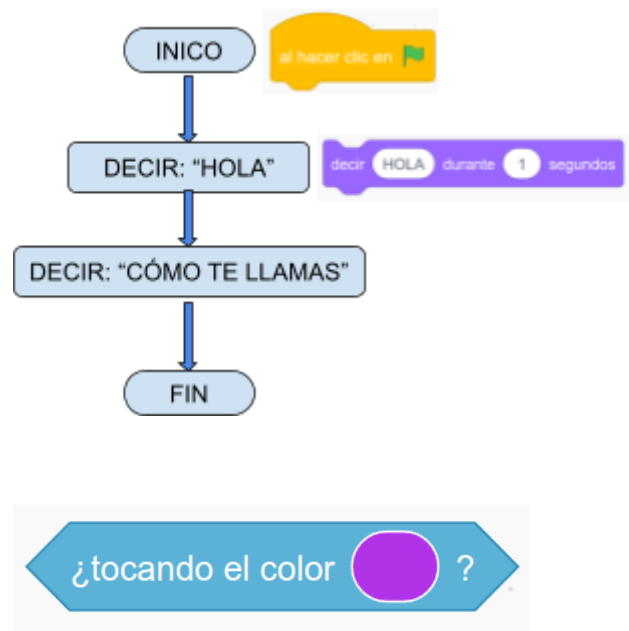 INICO
al hacer clic en
DECIR: “HOLA”
decir HOLA durante 1 segundos
DECIR: “CÓMO TE LLAMAS”
FIN
¿tocando el color ?